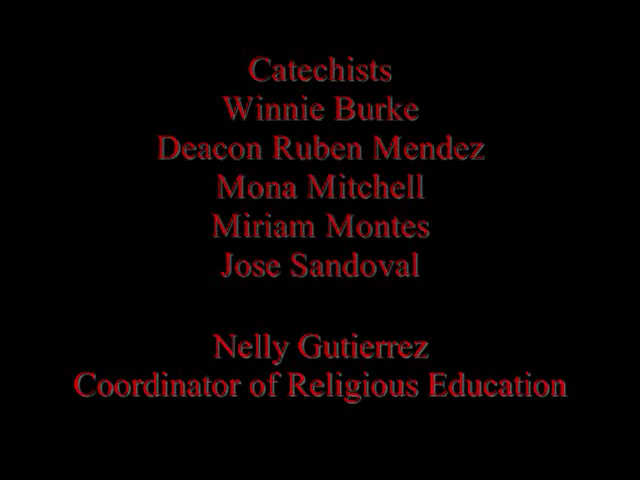 Catechists
Winnie Burke
Deacon Ruben Mendez
Mona Mitchell
Miriam Montes
Jose Sandoval
Nelly Gutierrez
Coordinator of Religious Education